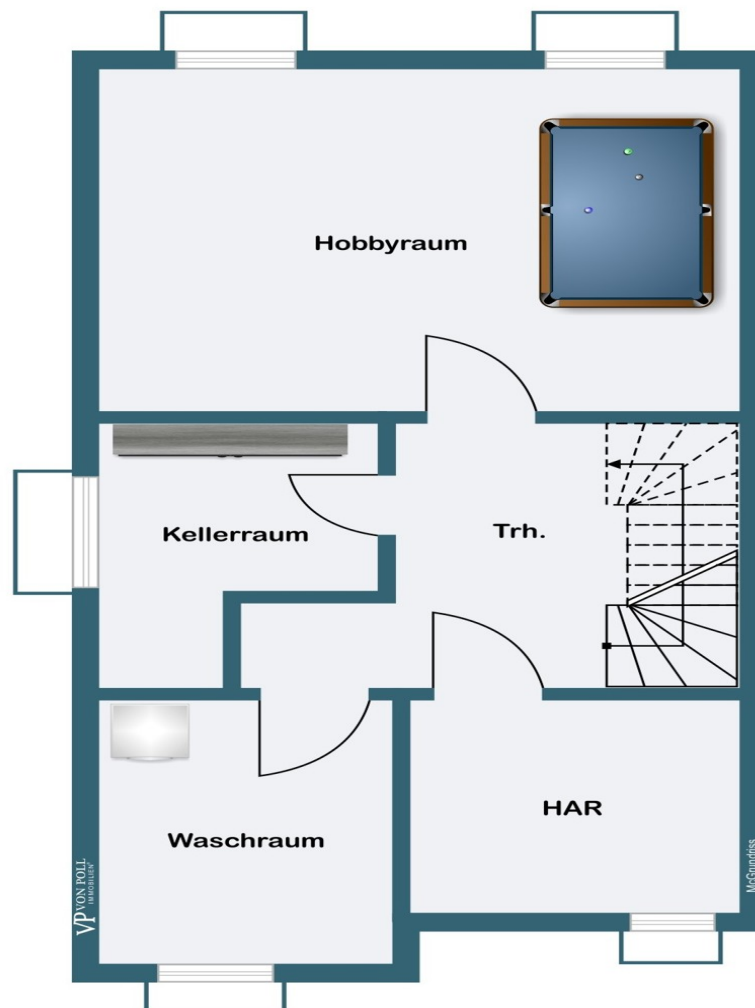 Hobbyraum
Kellerraum
Trh.
HAR
Waschraum
VP VON POLL
IMMOBILIEN®
McGrundriss